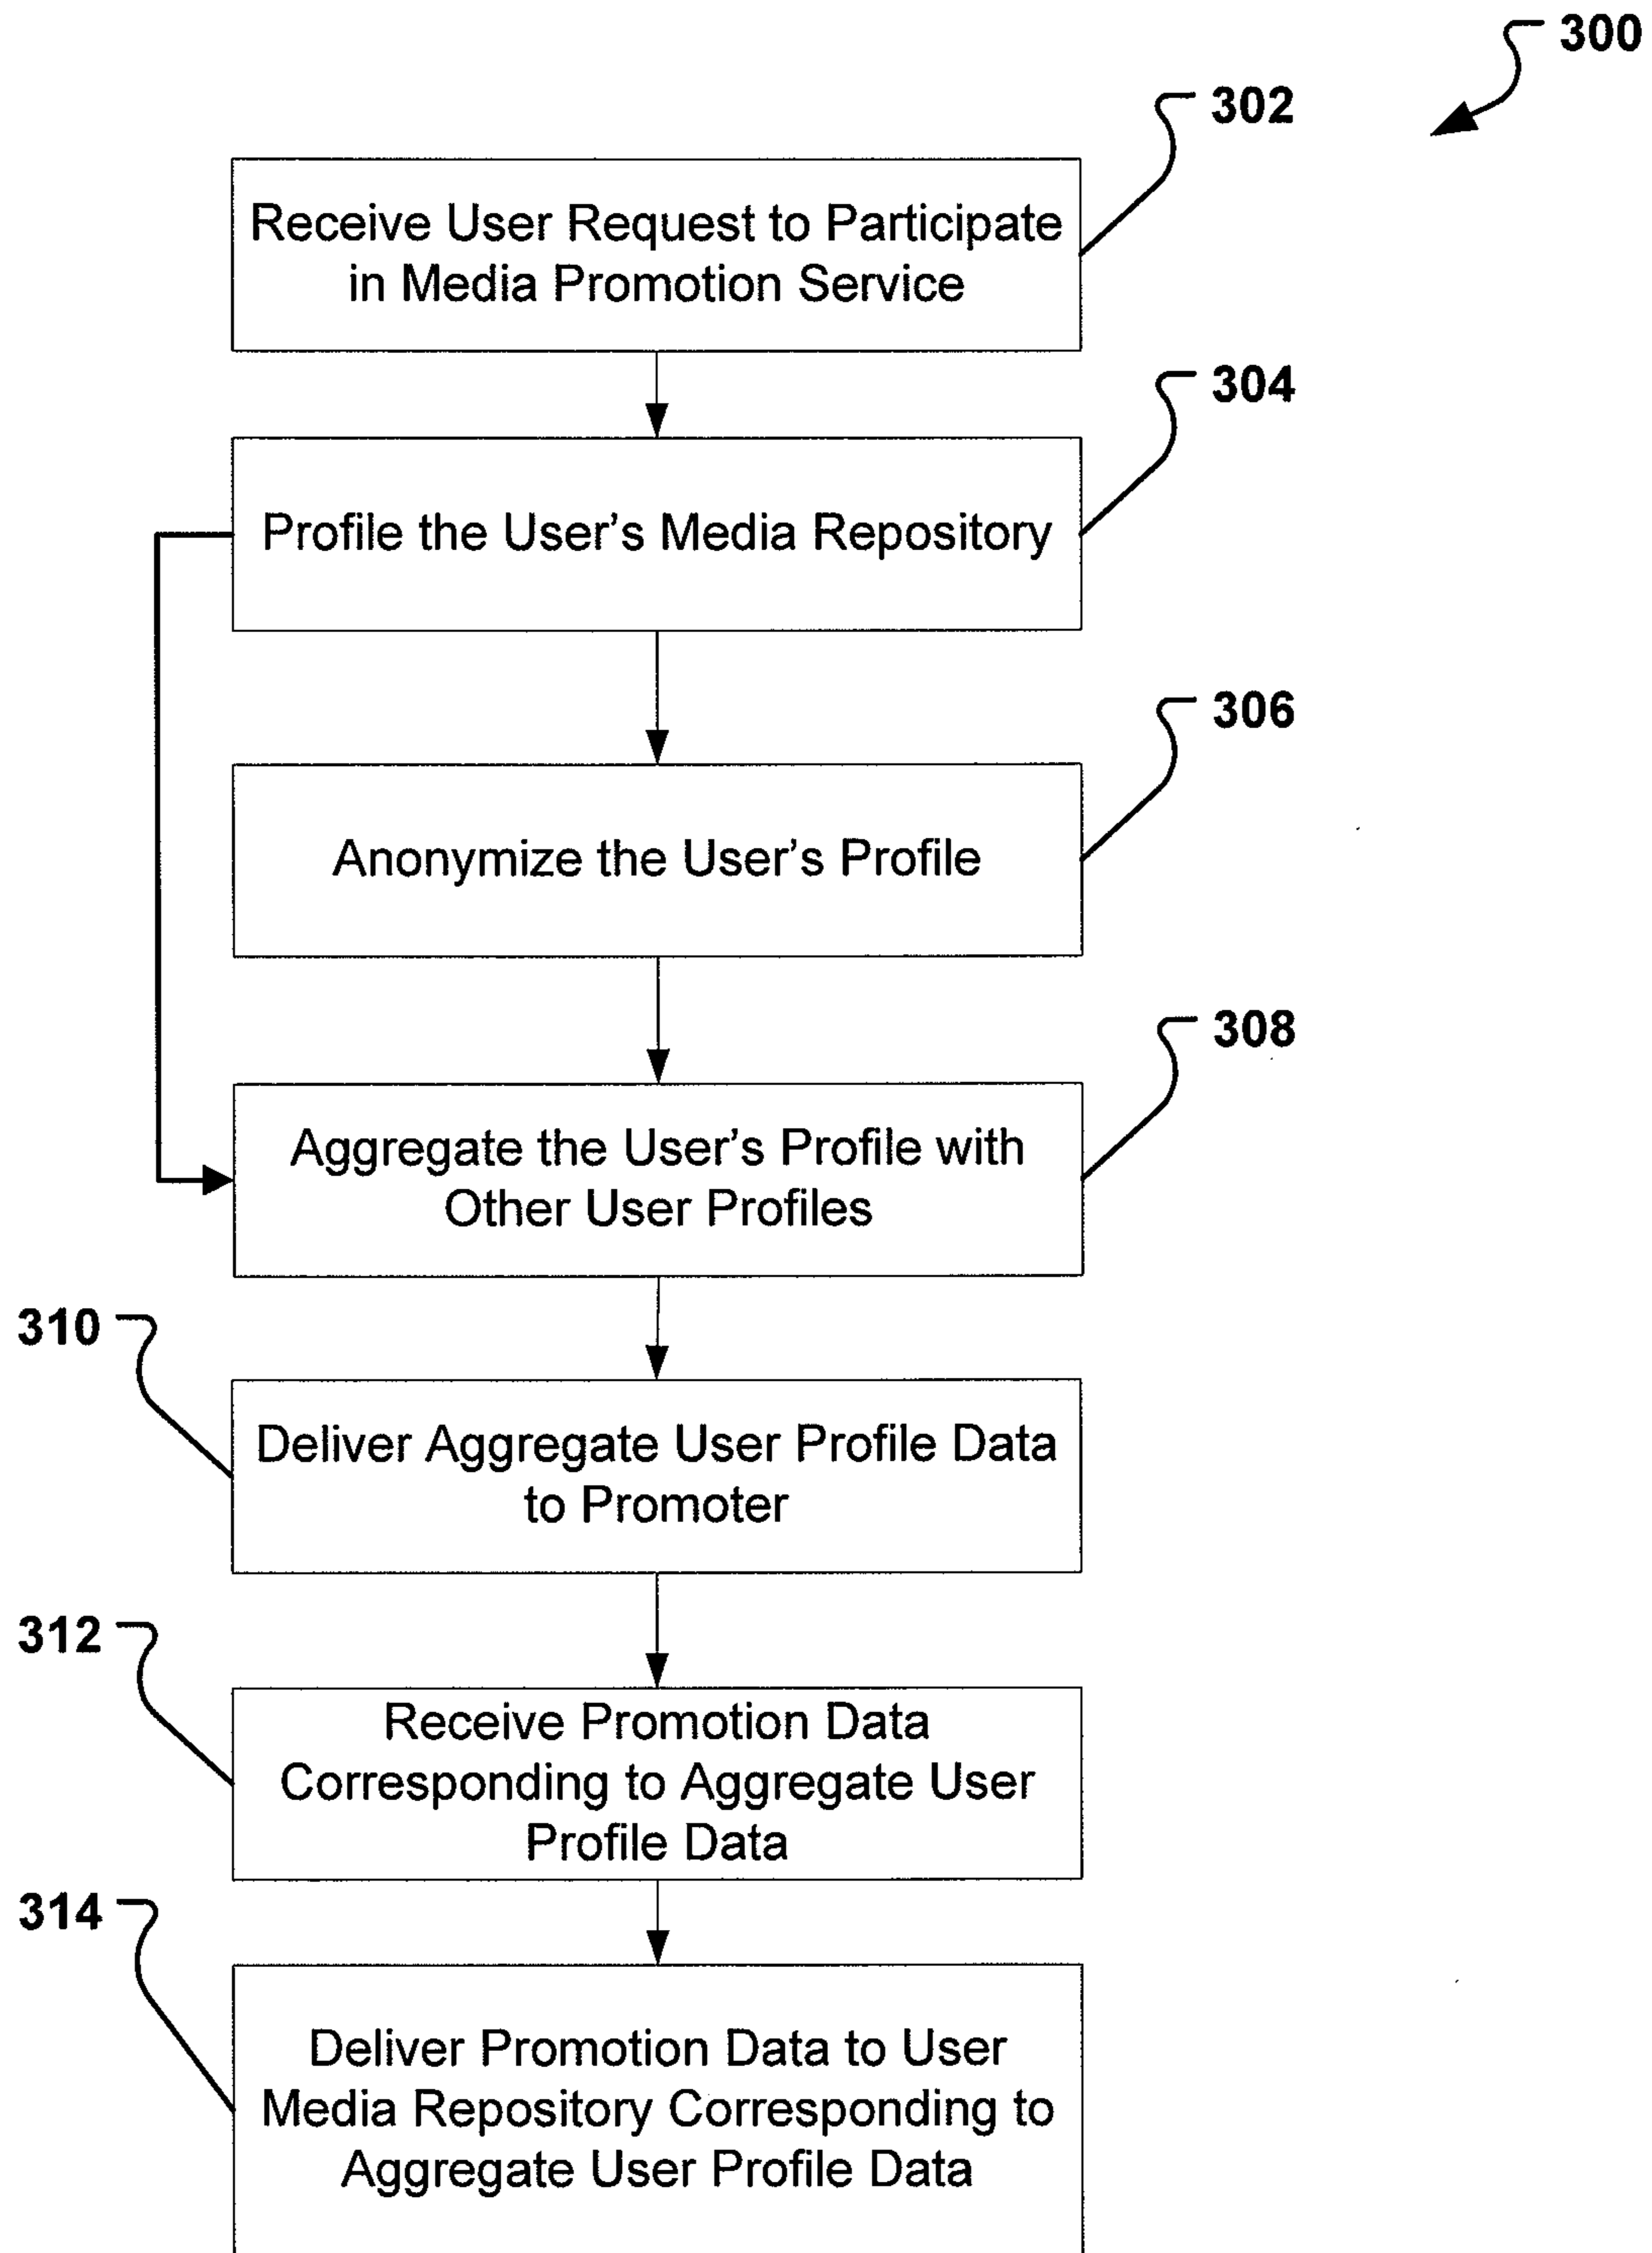 300
302
Receive User Request to Participate
in Media Promotion Service
304
Profile the User's Media Repository
306
Anonymize the User's Profile
308
Aggregate the User's Profile with
Other User Profiles
310
Deliver Aggregate User Profile Data
to Promoter
312
Receive Promotion Data
Corresponding to Aggregate User
Profile Data
314
Deliver Promotion Data to User
Media Repository Corresponding to
Aggregate User Profile Data